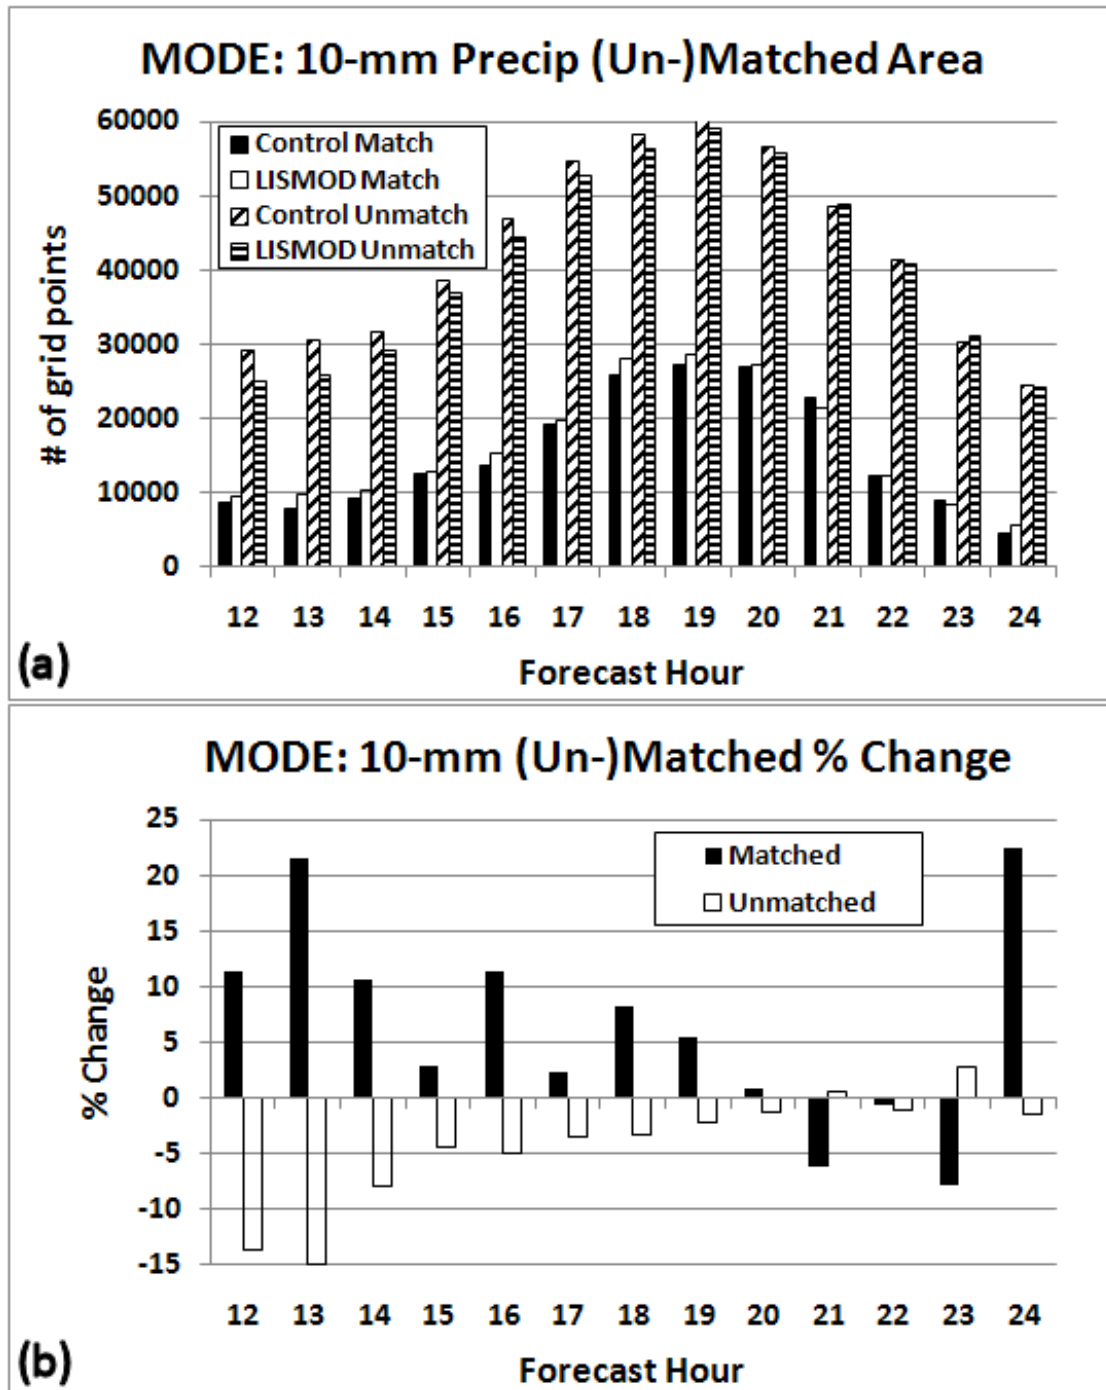 MODE: 10-mm Precip (Un-)Matched Area
60000
50000
40000
30000
20000
10000
0
# of grid points
Control Match
LISMOD Match
Control Unmatch
LISMOD Unmatch
12 13 14 15 16 17 18 19 20 21 22 23 24
Forecast Hour
(a)
MODE: 10-mm (Un-)Matched % Change
25
20
15
10
5
0
-5
-10
-15
% Change
Matched
Unmatched
12 13 14 15 16 17 18 19 20 21 22 23 24
Forecast Hour
(b)